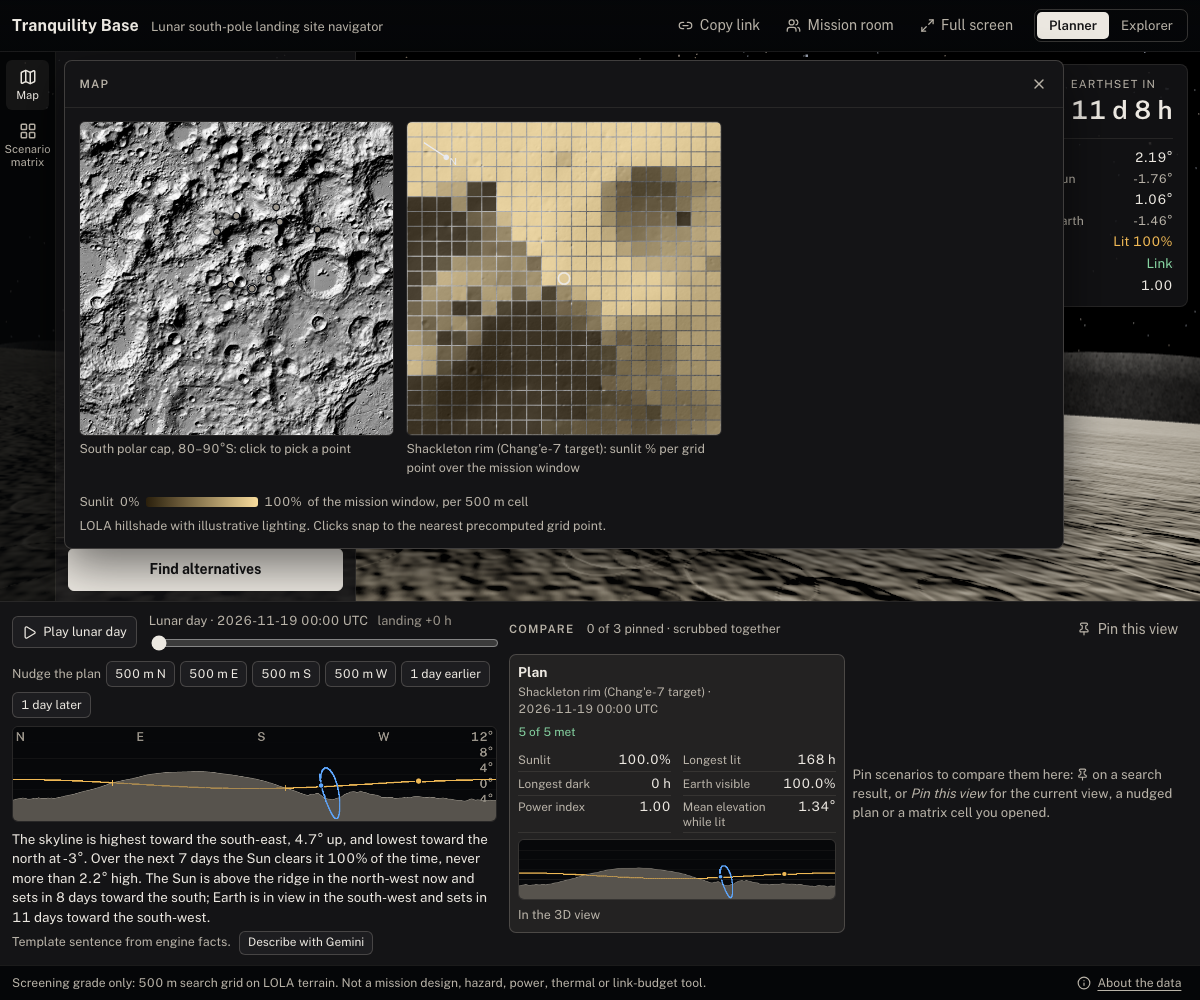 Tranquility Base Lunar south-pole landing site navigator
Copy link
Mission room
Full screen
Planner
Explorer
Map
Scenario
matrix
MAP
N
South polar cap, 80–90°S: click to pick a point
Shackleton rim (Chang'e-7 target): sunlit % per grid
point over the mission window
Sunlit 0% 100% of the mission window, per 500 m cell
LOLA hillshade with illustrative lighting. Clicks snap to the nearest precomputed grid point.
EARTHSET IN
11 d 8 h
2.19°
un -1.76°
1.06°
arth -1.46°
Lit 100%
Link
1.00
Find alternatives
Play lunar day
Lunar day · 2026-11-19 00:00 UTC landing +0 h
Nudge the plan
500 m N
500 m E
500 m S
500 m W
1 day earlier
1 day later
N E S W 12°
8°
4°
0°
4°
The skyline is highest toward the south-east, 4.7° up, and lowest toward the
north at -3°. Over the next 7 days the Sun clears it 100% of the time, never
more than 2.2° high. The Sun is above the ridge in the north-west now and
sets in 8 days toward the south; Earth is in view in the south-west and sets in
11 days toward the south-west.
Template sentence from engine facts.
Describe with Gemini
COMPARE 0 of 3 pinned · scrubbed together
Pin this view
Plan
Shackleton rim (Chang'e-7 target) ·
2026-11-19 00:00 UTC
5 of 5 met
Sunlit 100.0%
Longest lit 168 h
Longest dark 0 h
Earth visible 100.0%
Power index 1.00
Mean elevation 1.34°
while lit
In the 3D view
Pin scenarios to compare them here: on a search
result, or Pin this view for the current view, a nudged
plan or a matrix cell you opened.
Screening grade only: 500 m search grid on LOLA terrain. Not a mission design, hazard, power, thermal or link-budget tool.
About the data